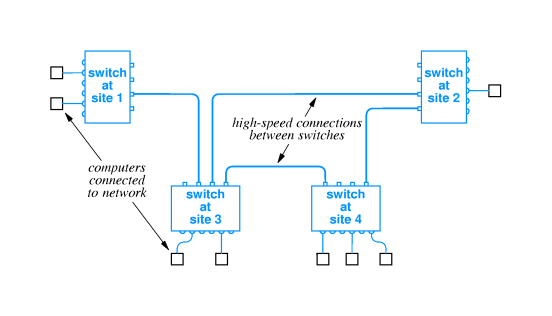 switch
at
site 1
switch
at
site 2
high-speed connections
between switches
computers
connected
to network
switch
at
site 3
switch
at
site 4